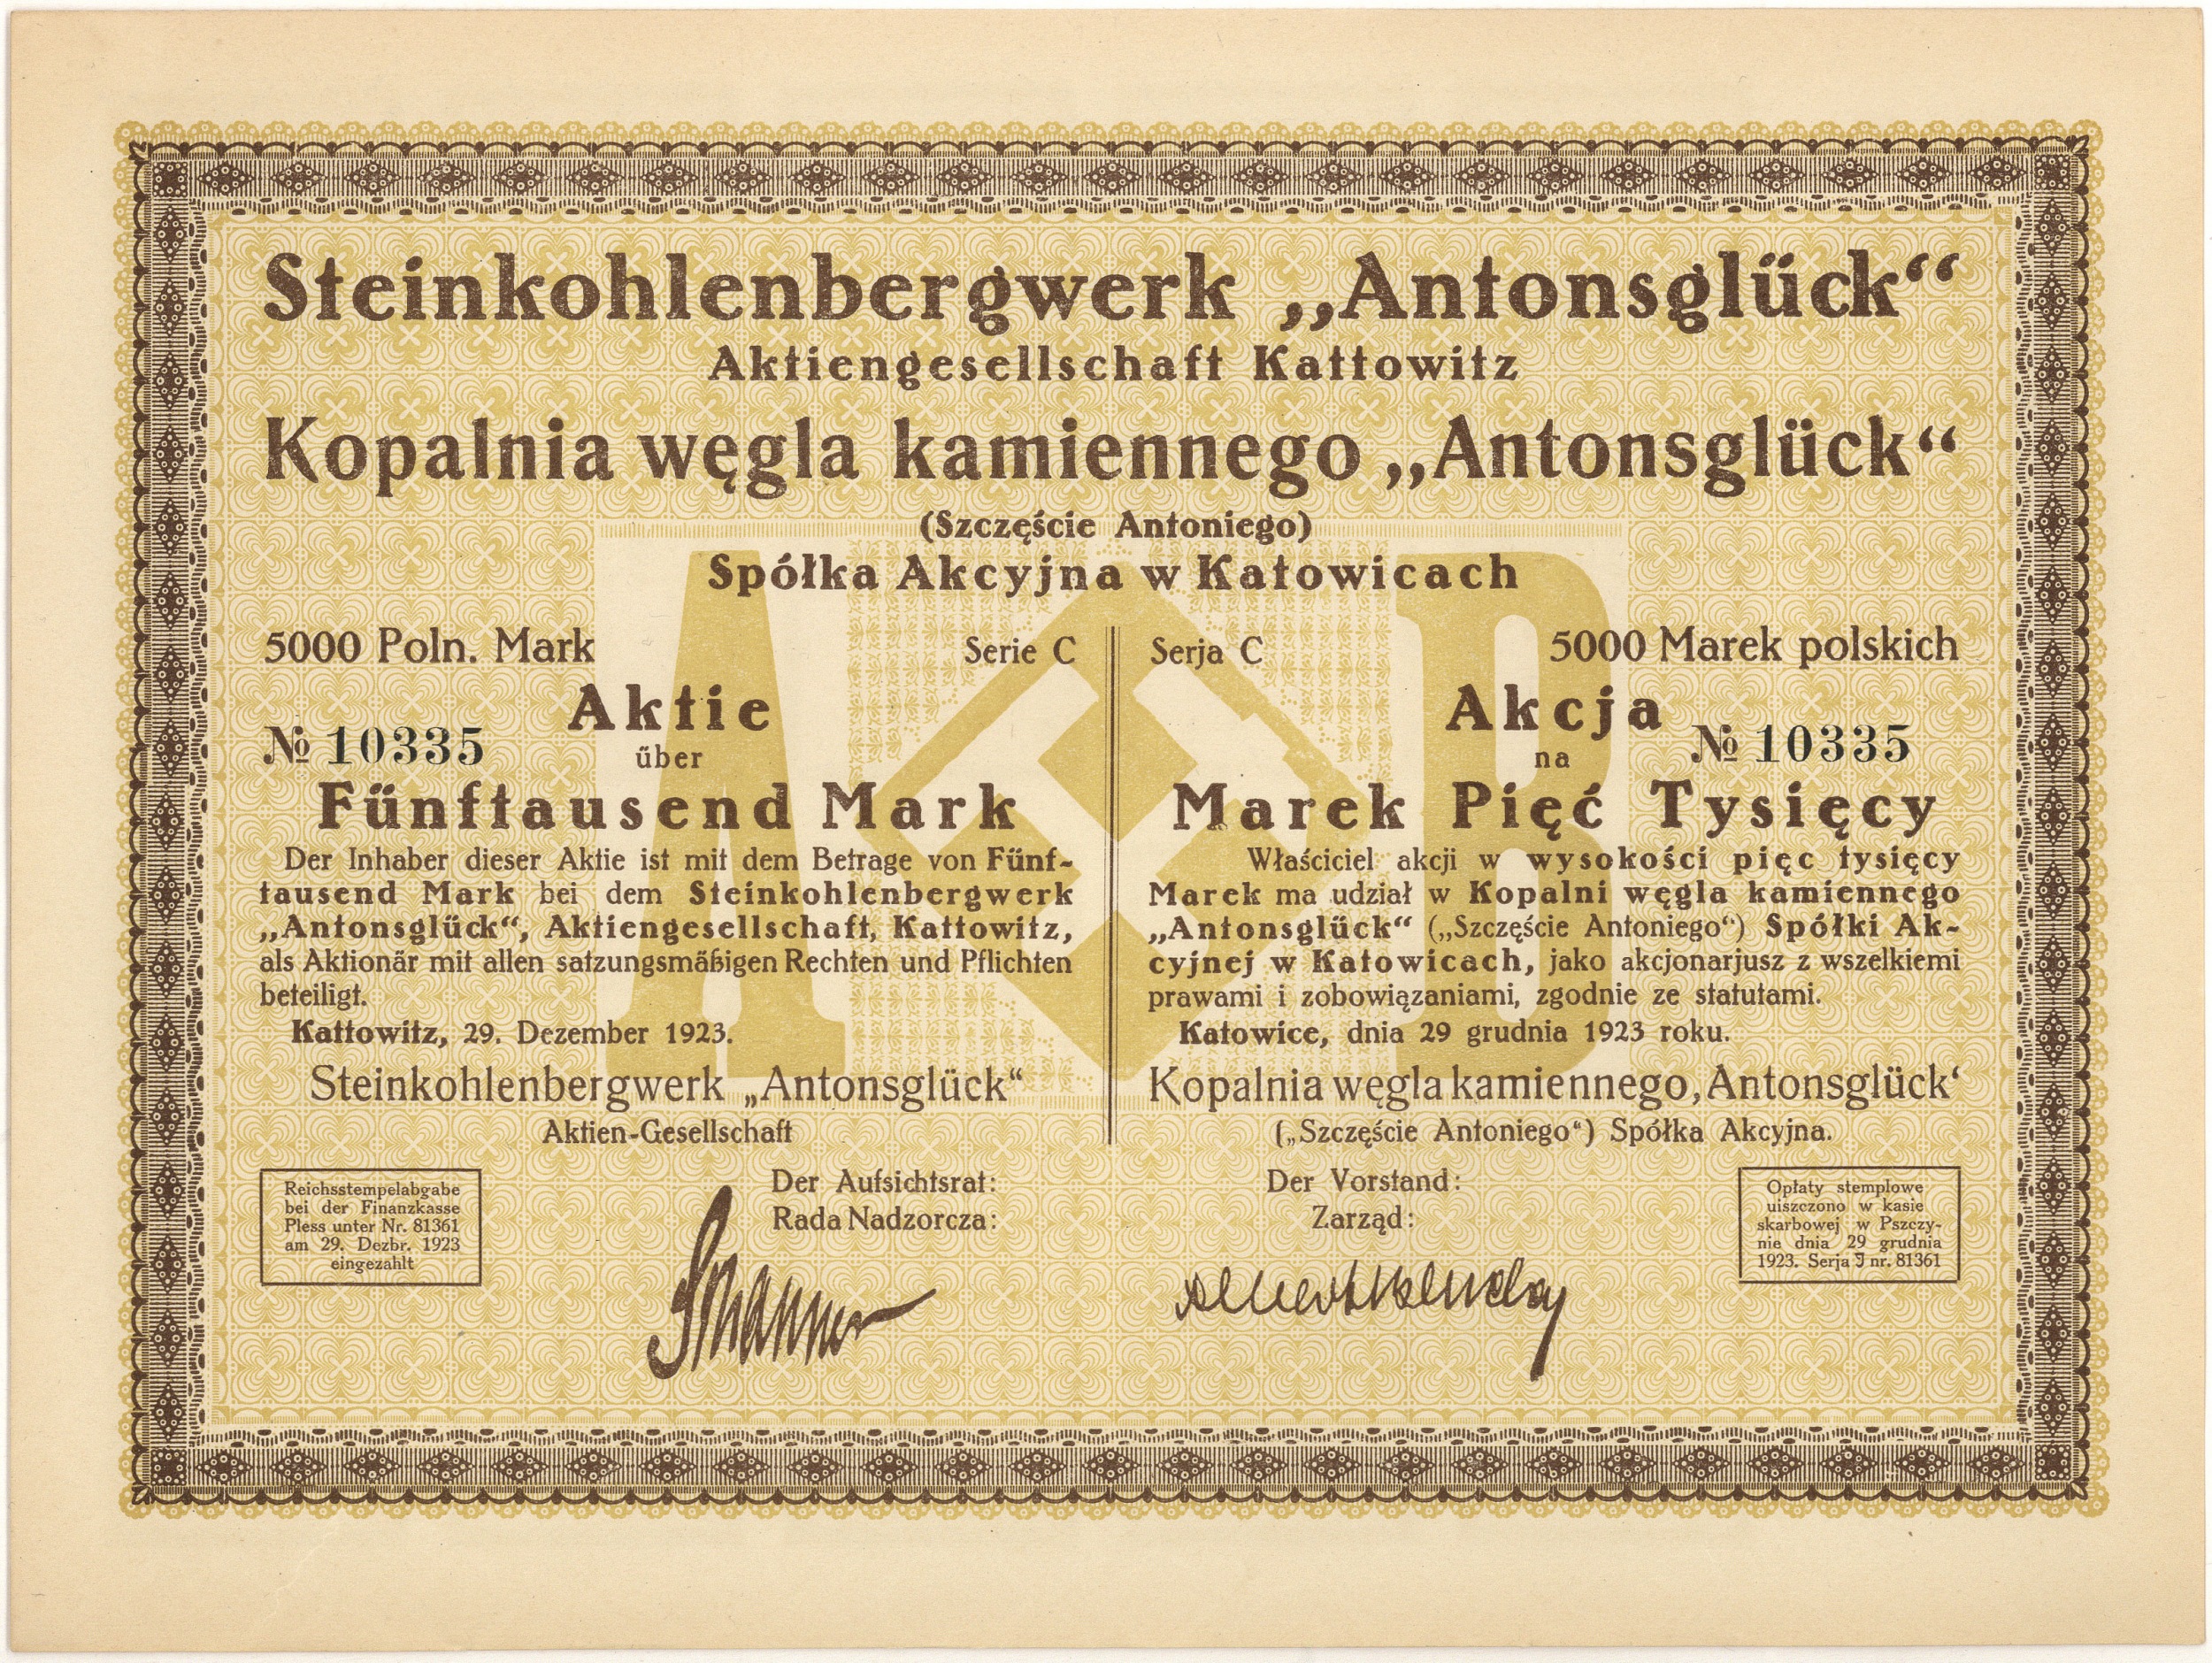 Steinkohlenbergwerk „Antonsglück“
Aktiengesellschaft Kattowitz
Kopalnia węgla kamiennego „Antonsglück“
(Szczęście Antoniego)
Spółka Akcyjna w Katowicach
5000 Poln. Mark Serie C
Aktie
№ 10335
über
Fünftausend Mark
Der Inhaber dieser Aktie ist mit dem Betrage von Fünf-
tausend Mark bei dem Steinkohlenbergwerk
„Antonsglück“, Aktiengesellschaft, Kattowitz,
als Aktionär mit allen satzungsmäßigen Rechten und Pflichten
beteiligt.
Kattowitz, 29. Dezember 1923.
Steinkohlenbergwerk „Antonsglück“
Aktien-Gesellschaft
Serja C 5000 Marek polskich
Akcja
№ 10335
na
Marek Pięć Tysięcy
Właściciel akcji w wysokości pięc tysięcy
Marek ma udział w Kopalni węgla kamiennego
„Antonsglück“ („Szczęście Antoniego“) Spółki Ak-
cyjnej w Katowicach, jako akcjonarjusz z wszelkiemi
prawami i zobowiązaniami, zgodnie ze statutami.
Katowice, dnia 29 grudnia 1923 roku.
Kopalnia węgla kamiennego‚Antonsglück‘
(„Szczęście Antoniego“) Spółka Akcyjna.
Reichsstempelabgabe
bei der Finanzkasse
Pless unter Nr. 81361
am 29. Dezbr. 1923
eingezahlt
Der Aufsichtsrat:
Rada Nadzorcza:
Der Vorstand:
Zarząd:
Opłaty stemplowe
uiszczono w kasie
skarbowej w Pszczy-
nie dnia 29 grudnia
1923. Serja J nr. 81361
A B